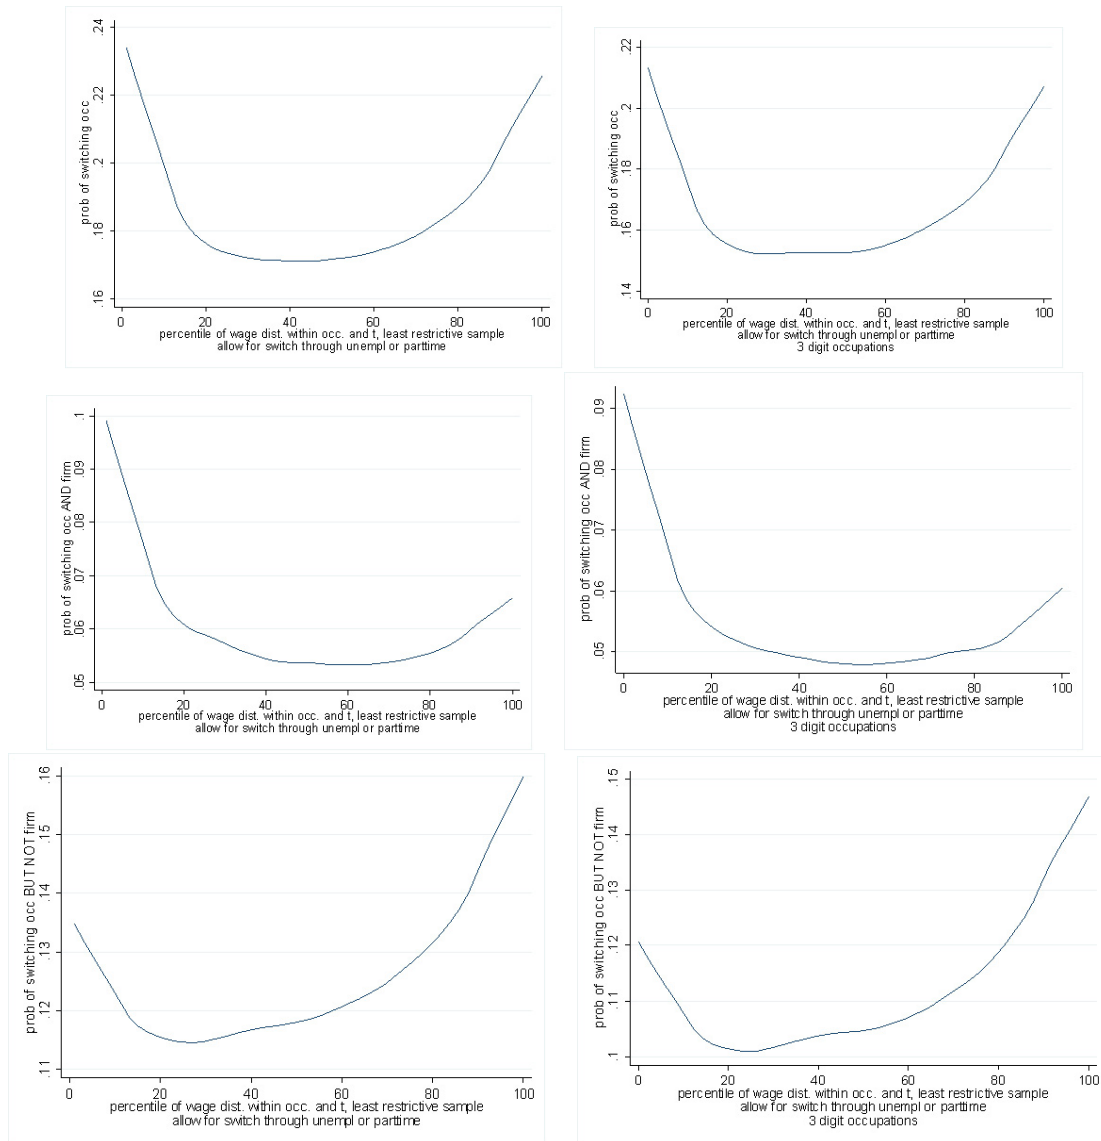 prob of switching occ
.24
.22
.2
.18
.16
0 20 40 60 80 100
percentile of wage dist. within occ. and t, least restrictive sample
allow for switch through unempl or parttime
prob of switching occ
.22
.2
.18
.16
.14
0 20 40 60 80 100
percentile of wage dist. within occ. and t, least restrictive sample
allow for switch through unempl or parttime
3 digit occupations
prob of switching occ AND firm
.1
.09
.08
.07
.06
.05
0 20 40 60 80 100
percentile of wage dist. within occ. and t, least restrictive sample
allow for switch through unempl or parttime
prob of switching occ AND firm
.09
.08
.07
.06
.05
0 20 40 60 80 100
percentile of wage dist. within occ. and t, least restrictive sample
allow for switch through unempl or parttime
3 digit occupations
prob of switching occ BUT NOT firm
.16
.15
.14
.13
.12
.11
0 20 40 60 80 100
percentile of wage dist. within occ. and t, least restrictive sample
allow for switch through unempl or parttime
prob of switching occ BUT NOT firm
.15
.14
.13
.12
.11
.1
0 20 40 60 80 100
percentile of wage dist. within occ. and t, least restrictive sample
allow for switch through unempl or parttime
3 digit occupations